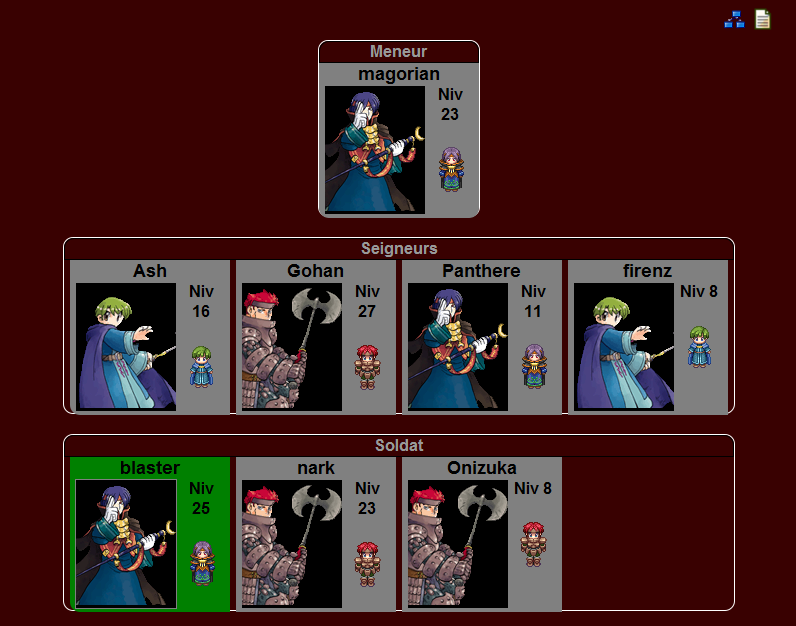 Meneur
magorian
Niv
23
Seigneurs
Ash
Niv
16
Gohan
Niv
27
Panthere
Niv
11
firenz
Niv 8
Soldat
blaster
Niv
25
nark
Niv
23
Onizuka
Niv 8